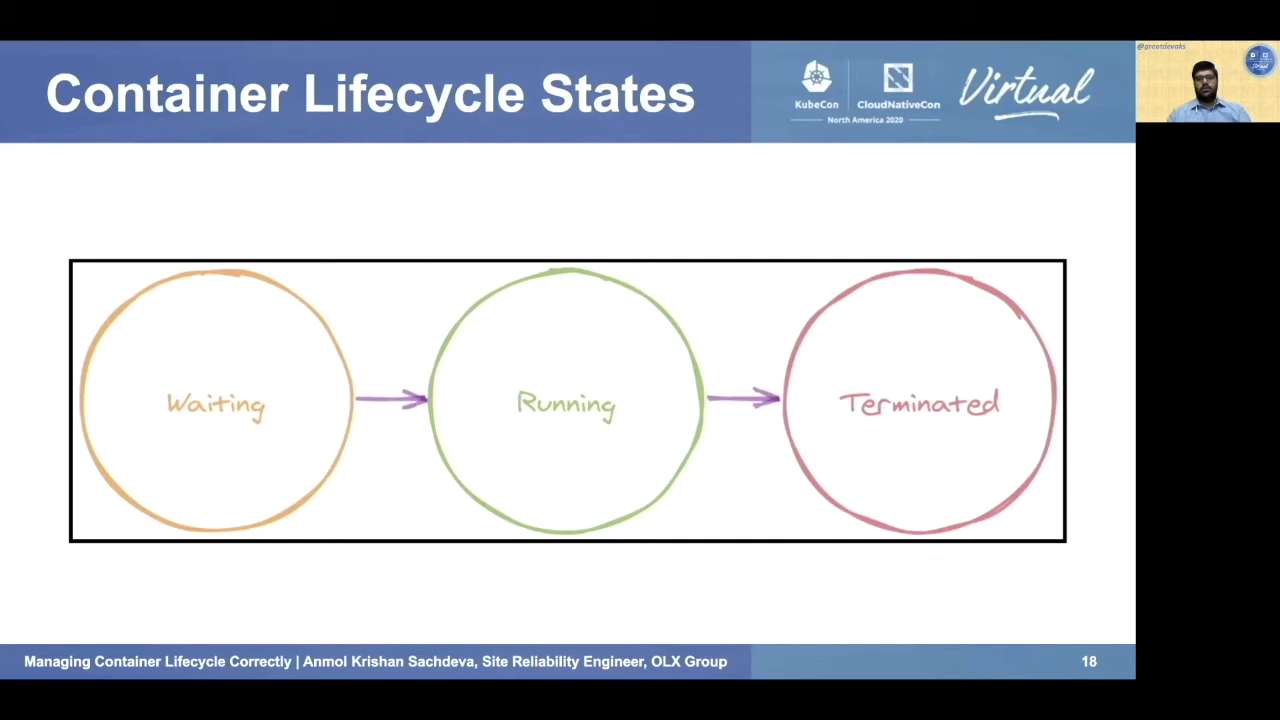 Container Lifecycle States
KubeCon
CloudNativeCon
North America 2020
Virtual
@greatdevaks
Waiting
Running
Terminated
Managing Container Lifecycle Correctly | Anmol Krishan Sachdeva, Site Reliability Engineer, OLX Group
18